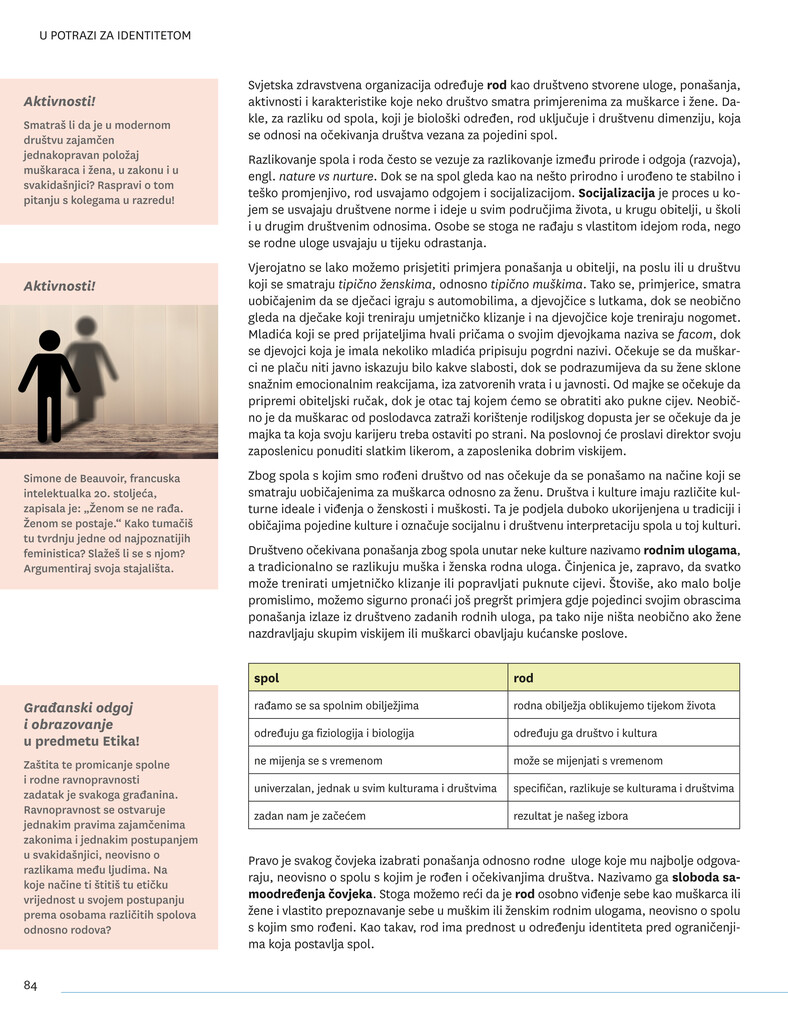 U POTRAZI ZA IDENTITETOM
Aktivnosti!
Smatraš li da je u modernom
društvu zajamčen
jednakopravan položaj
muškaraca i žena, u zakonu i u
svakidašnjici? Raspravi o tom
pitanju s kolegama u razredu!
Aktivnosti!
Simone de Beauvoir, francuska
intelektualka 20. stoljeća,
zapisala je: „Ženom se ne rađa.
Ženom se postaje.“ Kako tumačiš
tu tvrdnju jedne od najpoznatijih
feministica? Slažeš li se s njom?
Argumentiraj svoja stajališta.
Građanski odgoj
i obrazovanje
u predmetu Etika!
Zaštita te promicanje spolne
i rodne ravnopravnosti
zadatak je svakoga građanina.
Ravnopravnost se ostvaruje
jednakim pravima zajamčenima
zakonima i jednakim postupanjem
u svakidašnjici, neovisno o
razlikama među ljudima. Na
koje načine ti štitiš tu etičku
vrijednost u svojem postupanju
prema osobama različitih spolova
odnosno rodova?
Svjetska zdravstvena organizacija određuje rod kao društveno stvorene uloge, ponašanja,
aktivnosti i karakteristike koje neko društvo smatra primjerenima za muškarce i žene. Da-
kle, za razliku od spola, koji je biološki određen, rod uključuje i društvenu dimenziju, koja
se odnosi na očekivanja društva vezana za pojedini spol.
Razlikovanje spola i roda često se vezuje za razlikovanje između prirode i odgoja (razvoja),
engl. nature vs nurture. Dok se na spol gleda kao na nešto prirodno i urođeno te stabilno i
teško promjenjivo, rod usvajamo odgojem i socijalizacijom. Socijalizacija je proces u ko-
jem se usvajaju društvene norme i ideje u svim područjima života, u krugu obitelji, u školi
i u drugim društvenim odnosima. Osobe se stoga ne rađaju s vlastitom idejom roda, nego
se rodne uloge usvajaju u tijeku odrastanja.
Vjerojatno se lako možemo prisjetiti primjera ponašanja u obitelji, na poslu ili u društvu
koji se smatraju tipično ženskima, odnosno tipično muškima. Tako se, primjerice, smatra
uobičajenim da se dječaci igraju s automobilima, a djevojčice s lutkama, dok se neobično
gleda na dječake koji treniraju umjetničko klizanje i na djevojčice koje treniraju nogomet.
Mladića koji se pred prijateljima hvali pričama o svojim djevojkama naziva se facom, dok
se djevojci koja je imala nekoliko mladića pripisuju pogrdni nazivi. Očekuje se da muškar-
ci ne plaču niti javno iskazuju bilo kakve slabosti, dok se podrazumijeva da su žene sklone
snažnim emocionalnim reakcijama, iza zatvorenih vrata i u javnosti. Od majke se očekuje da
pripremi obiteljski ručak, dok je otac taj kojem ćemo se obratiti ako pukne cijev. Neobič-
no je da muškarac od poslodavca zatraži korištenje rodiljskog dopusta jer se očekuje da je
majka ta koja svoju karijeru treba ostaviti po strani. Na poslovnoj će proslavi direktor svoju
zaposlenicu ponuditi slatkim likerom, a zaposlenika dobrim viskijem.
Zbog spola s kojim smo rođeni društvo od nas očekuje da se ponašamo na načine koji se
smatraju uobičajenima za muškarca odnosno za ženu. Društva i kulture imaju različite kul-
turne ideale i viđenja o ženskosti i muškosti. Ta je podjela duboko ukorijenjena u tradiciji i
običajima pojedine kulture i označuje socijalnu i društvenu interpretaciju spola u toj kulturi.
Društveno očekivana ponašanja zbog spola unutar neke kulture nazivamo rodnim ulogama,
a tradicionalno se razlikuju muška i ženska rodna uloga. Činjenica je, zapravo, da svatko
može trenirati umjetničko klizanje ili popravljati puknute cijevi. Štoviše, ako malo bolje
promislimo, možemo sigurno pronaći još pregršt primjera gdje pojedinci svojim obrascima
ponašanja izlaze iz društveno zadanih rodnih uloga, pa tako nije ništa neobično ako žene
nazdravljaju skupim viskijem ili muškarci obavljaju kućanske poslove.
spol rod
rađamo se sa spolnim obilježjima rodna obilježja oblikujemo tijekom života
određuju ga fiziologija i biologija određuju ga društvo i kultura
ne mijenja se s vremenom može se mijenjati s vremenom
univerzalan, jednak u svim kulturama i društvima specifičan, razlikuje se kulturama i društvima
zadan nam je začećem rezultat je našeg izbora
Pravo je svakog čovjeka izabrati ponašanja odnosno rodne uloge koje mu najbolje odgova-
raju, neovisno o spolu s kojim je rođen i očekivanjima društva. Nazivamo ga sloboda sa-
moodređenja čovjeka. Stoga možemo reći da je rod osobno viđenje sebe kao muškarca ili
žene i vlastito prepoznavanje sebe u muškim ili ženskim rodnim ulogama, neovisno o spolu
s kojim smo rođeni. Kao takav, rod ima prednost u određenju identiteta pred ograničenji-
ma koja postavlja spol.
84